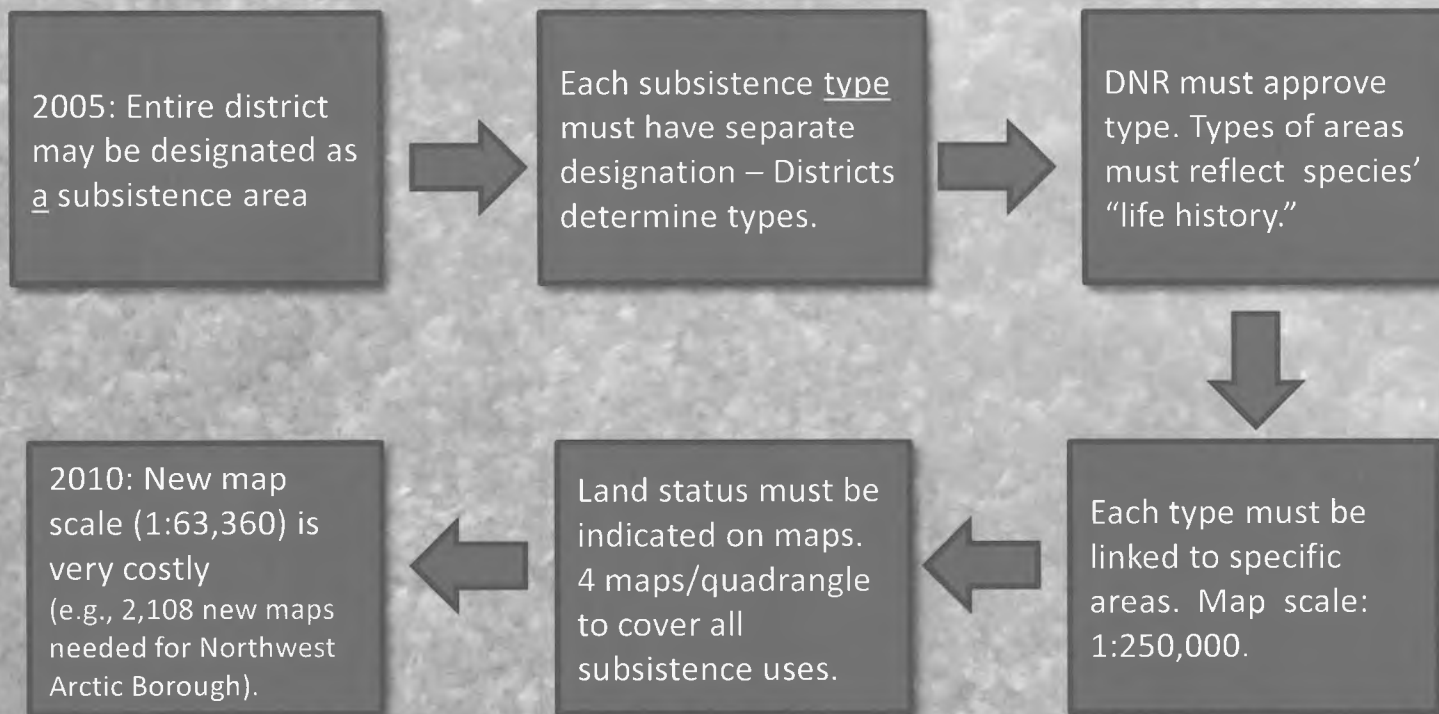 2005: Entire district
may be designated as
a subsistence area
Each subsistence type
must have separate
designation – Districts
determine types.
DNR must approve
type. Types of areas
must reflect species’
“life history.”
Each type must be
linked to specific
areas. Map scale:
1:250,000.
Land status must be
indicated on maps.
4 maps/quadrangle
to cover all
subsistence uses.
2010: New map
scale (1:63,360) is
very costly
(e.g., 2,108 new maps
needed for Northwest
Arctic Borough).